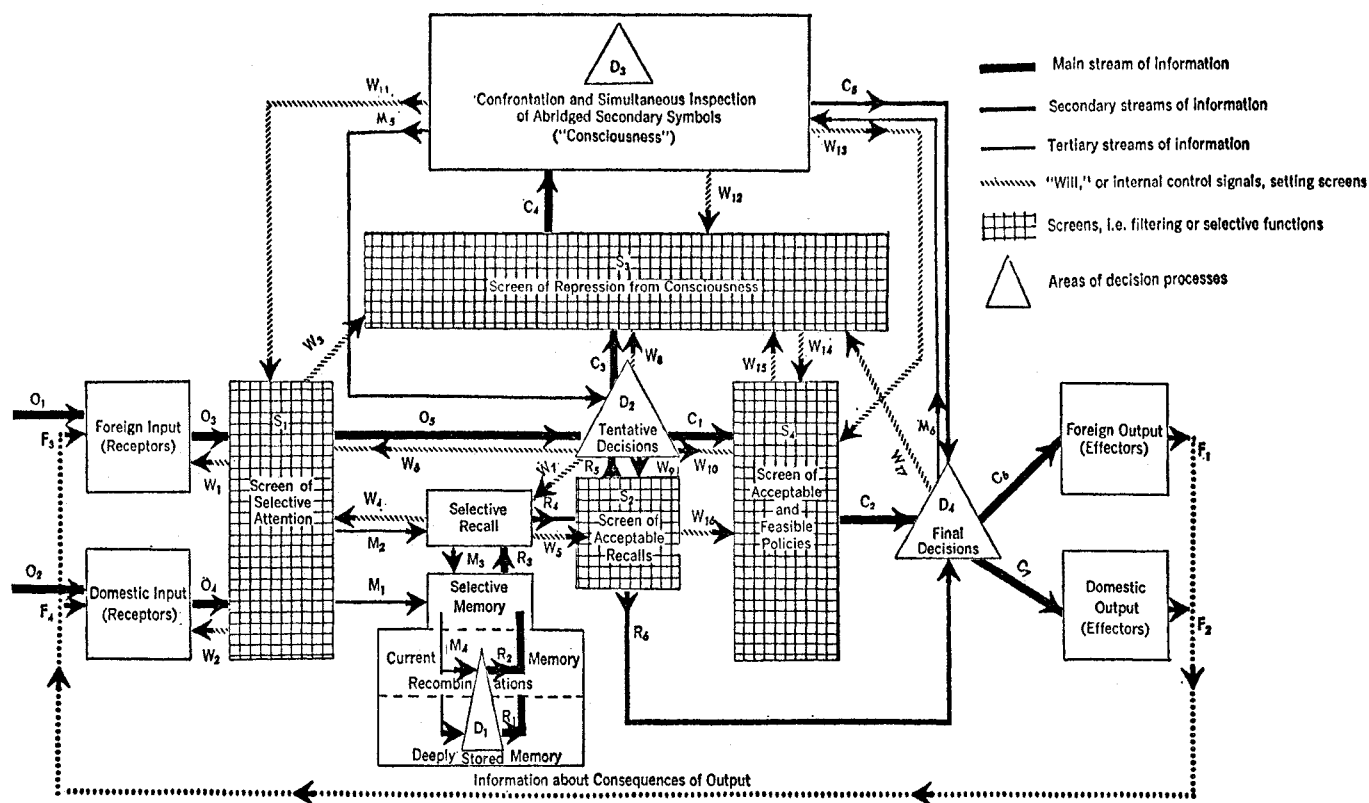 D3
Confrontation and Simultaneous Inspection
of Abridged Secondary Symbols
("Consciousness")
W11
M5
C5
W13
C4
W12
Main stream of information
Secondary streams of information
Tertiary streams of information
"Will," or internal control signals, setting screens
Screens, i.e. filtering or selective functions
Areas of decision processes
S3
Screen of Repression from Consciousness
W3
C3
W8
W15
W14
O1
F3
Foreign Input
(Receptors)
O3
W1
S1
Screen of
Selective
Attention
O5
W6
D2
Tentative Decisions
C1
W10
R5
W9
S4
Screen of
Acceptable
and
Feasible
Policies
M6
W17
C2
D4
Final
Decisions
C6
C7
Foreign Output
(Effectors)
F1
W4
M2
Selective
Recall
R4
W5
S2
Screen of
Acceptable
Recalls
W16
O2
F4
Domestic Input
(Receptors)
O4
W2
M1
M3
R3
Selective
Memory
R6
Domestic
Output
(Effectors)
F2
M4
R2
Current
Memory
Recombinations
D1
R1
Deeply Stored Memory
Information about Consequences of Output